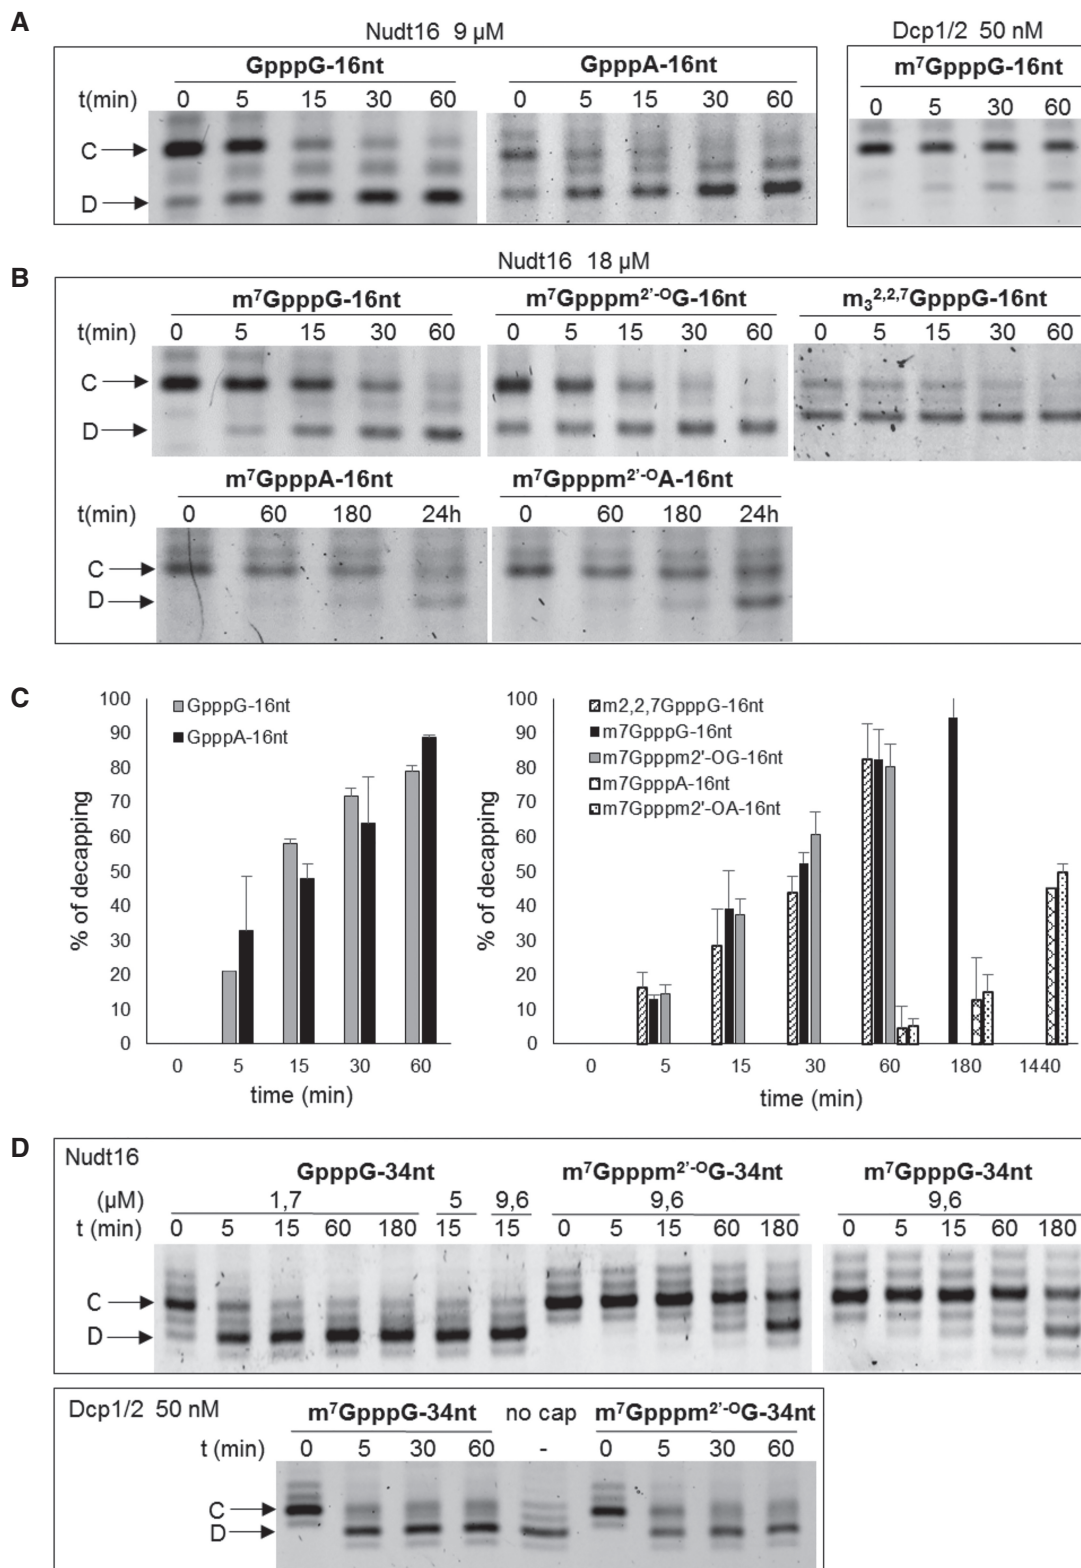 A
Nudt16 9 µM
GpppG-16nt GpppA-16nt
t(min) 0 5 15 30 60 0 5 15 30 60
C
D
Dcp1/2 50 nM
m⁷GpppG-16nt
0 5 30 60
B
Nudt16 18 µM
m⁷GpppG-16nt m⁷Gpppm²'⁻ᴼG-16nt m₃²,²,⁷GpppG-16nt
t(min) 0 5 15 30 60 0 5 15 30 60 0 5 15 30 60
C
D
m⁷GpppA-16nt m⁷Gpppm²'⁻ᴼA-16nt
t(min) 0 60 180 24h 0 60 180 24h
C
D
C
% of decapping
100
90
80
70
60
50
40
30
20
10
0
GpppG-16nt
GpppA-16nt
0 5 15 30 60
time (min)
% of decapping
100
90
80
70
60
50
40
30
20
10
0
m2,2,7GpppG-16nt
m7GpppG-16nt
m7Gpppm2'-OG-16nt
m7GpppA-16nt
m7Gpppm2'-OA-16nt
0 5 15 30 60 180 1440
time (min)
D
Nudt16
GpppG-34nt m⁷Gpppm²'⁻ᴼG-34nt m⁷GpppG-34nt
(µM) 1,7 5 9,6 9,6 9,6
t (min) 0 5 15 60 180 15 15 0 5 15 60 180 0 5 15 60 180
C
D
Dcp1/2 50 nM
m⁷GpppG-34nt no cap m⁷Gpppm²'⁻ᴼG-34nt
t (min) 0 5 30 60 - 0 5 30 60
C
D